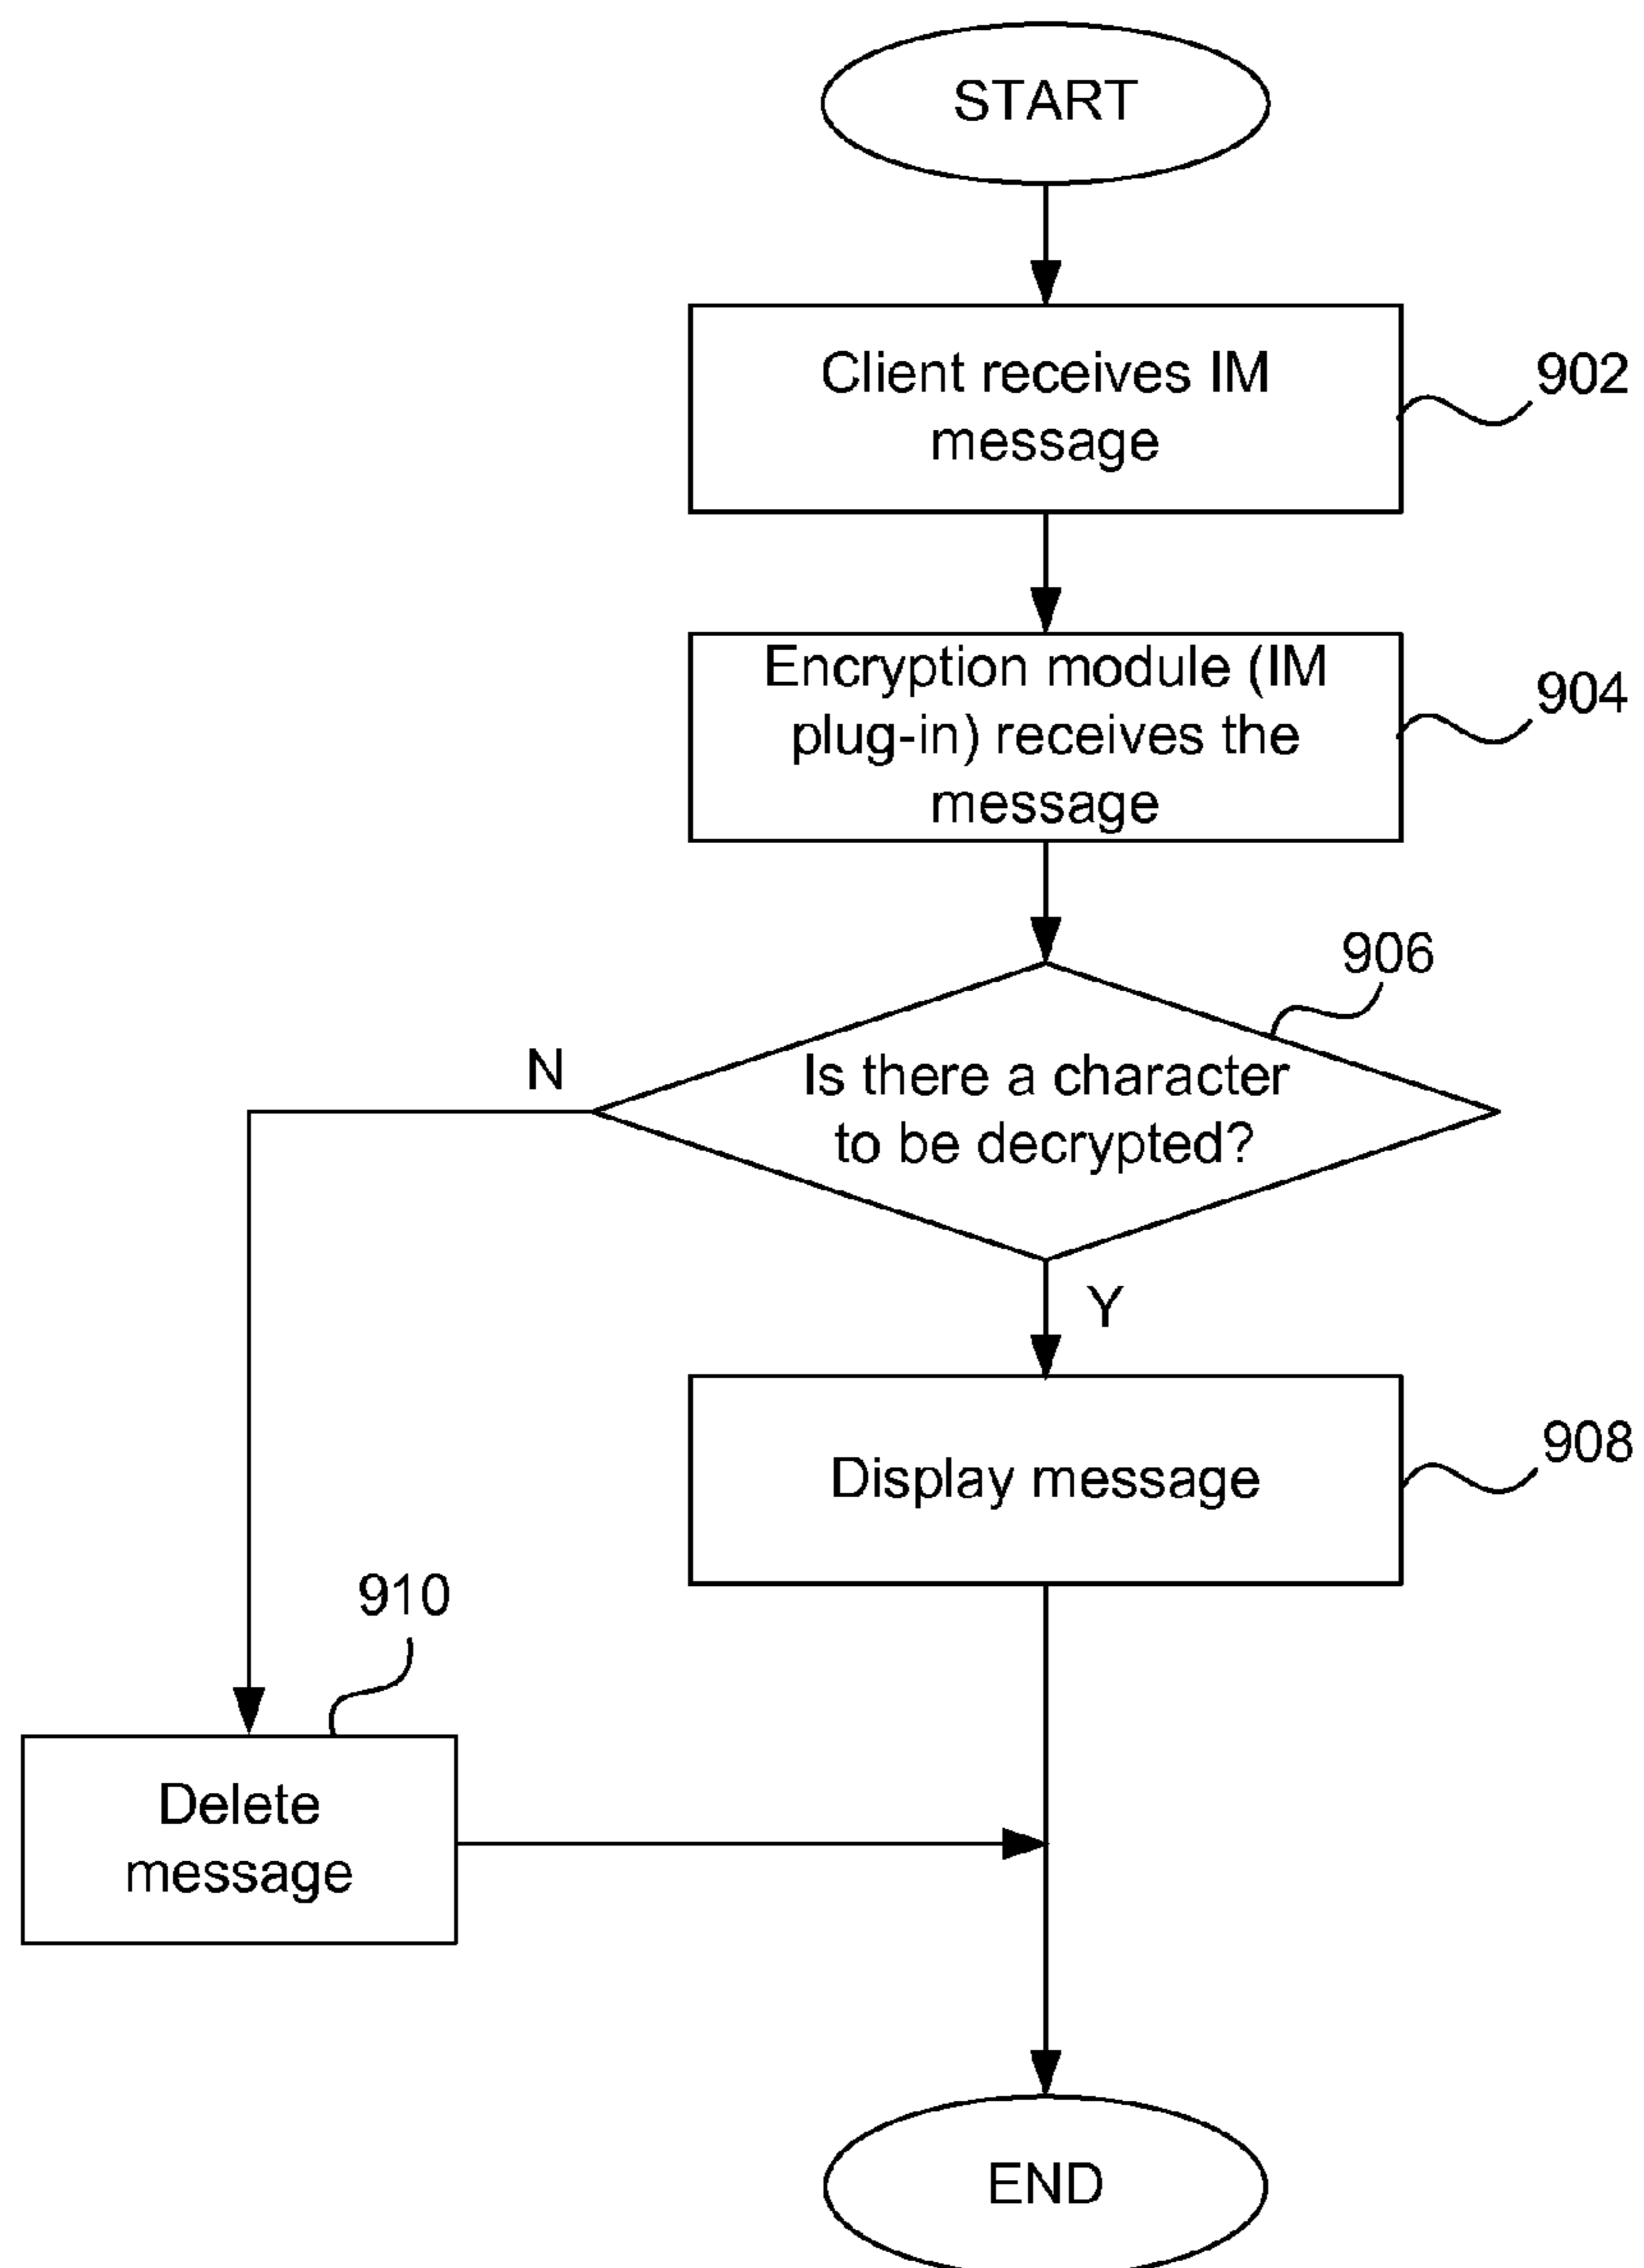 START
Client receives IM
message
902
Encryption module (IM
plug-in) receives the
message
904
906
Is there a character
to be decrypted?
N
Y
Display message
908
910
Delete
message
END